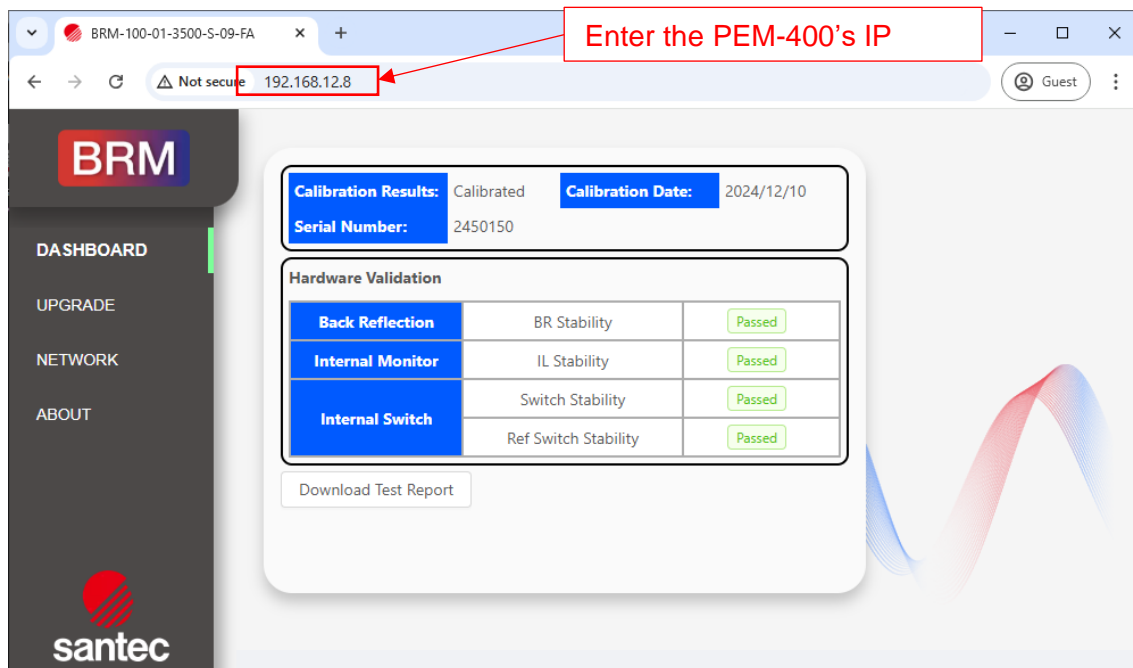 BRM-100-01-3500-S-09-FA
Enter the PEM-400's IP
Not secure 192.168.12.8
Guest
BRM
DASHBOARD
UPGRADE
NETWORK
ABOUT
santec
Calibration Results: Calibrated Calibration Date: 2024/12/10
Serial Number: 2450150
Hardware Validation
Back Reflection BR Stability Passed
Internal Monitor IL Stability Passed
Internal Switch Switch Stability Passed
Ref Switch Stability Passed
Download Test Report